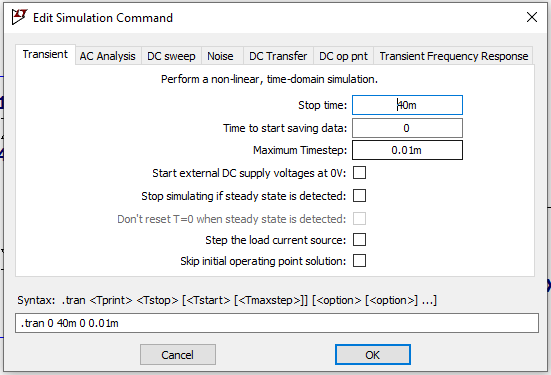 Edit Simulation Command
Transient AC Analysis DC sweep Noise DC Transfer DC op pnt Transient Frequency Response
Perform a non-linear, time-domain simulation.
Stop time: 40m
Time to start saving data: 0
Maximum Timestep: 0.01m
Start external DC supply voltages at 0V:
Stop simulating if steady state is detected:
Don't reset T=0 when steady state is detected:
Step the load current source:
Skip initial operating point solution:
Syntax: .tran <Tprint> <Tstop> [<Tstart> [<Tmaxstep>]] [<option> [<option>] ...]
.tran 0 40m 0 0.01m
Cancel OK